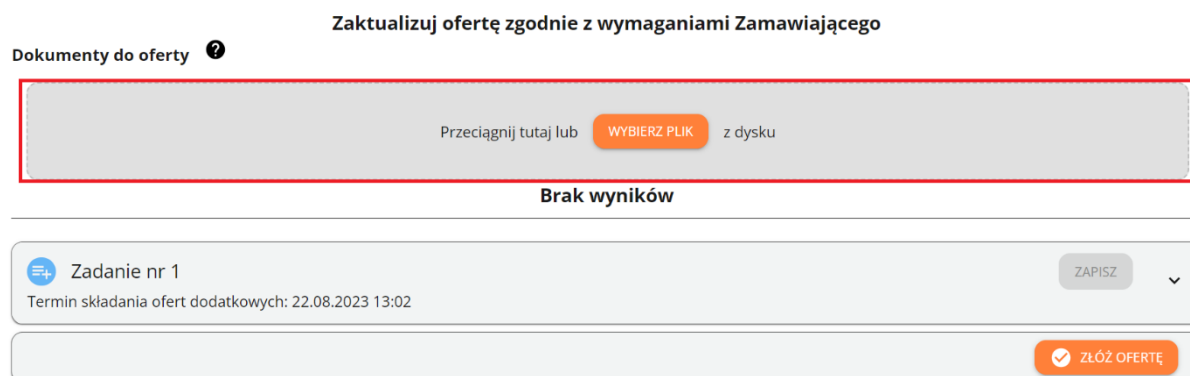 Zaktualizuj ofertę zgodnie z wymaganiami Zamawiającego
Dokumenty do oferty ?
Przeciągnij tutaj lub WYBIERZ PLIK z dysku
Brak wyników
Zadanie nr 1 ZAPISZ
Termin składania ofert dodatkowych: 22.08.2023 13:02
ZŁÓŻ OFERTĘ